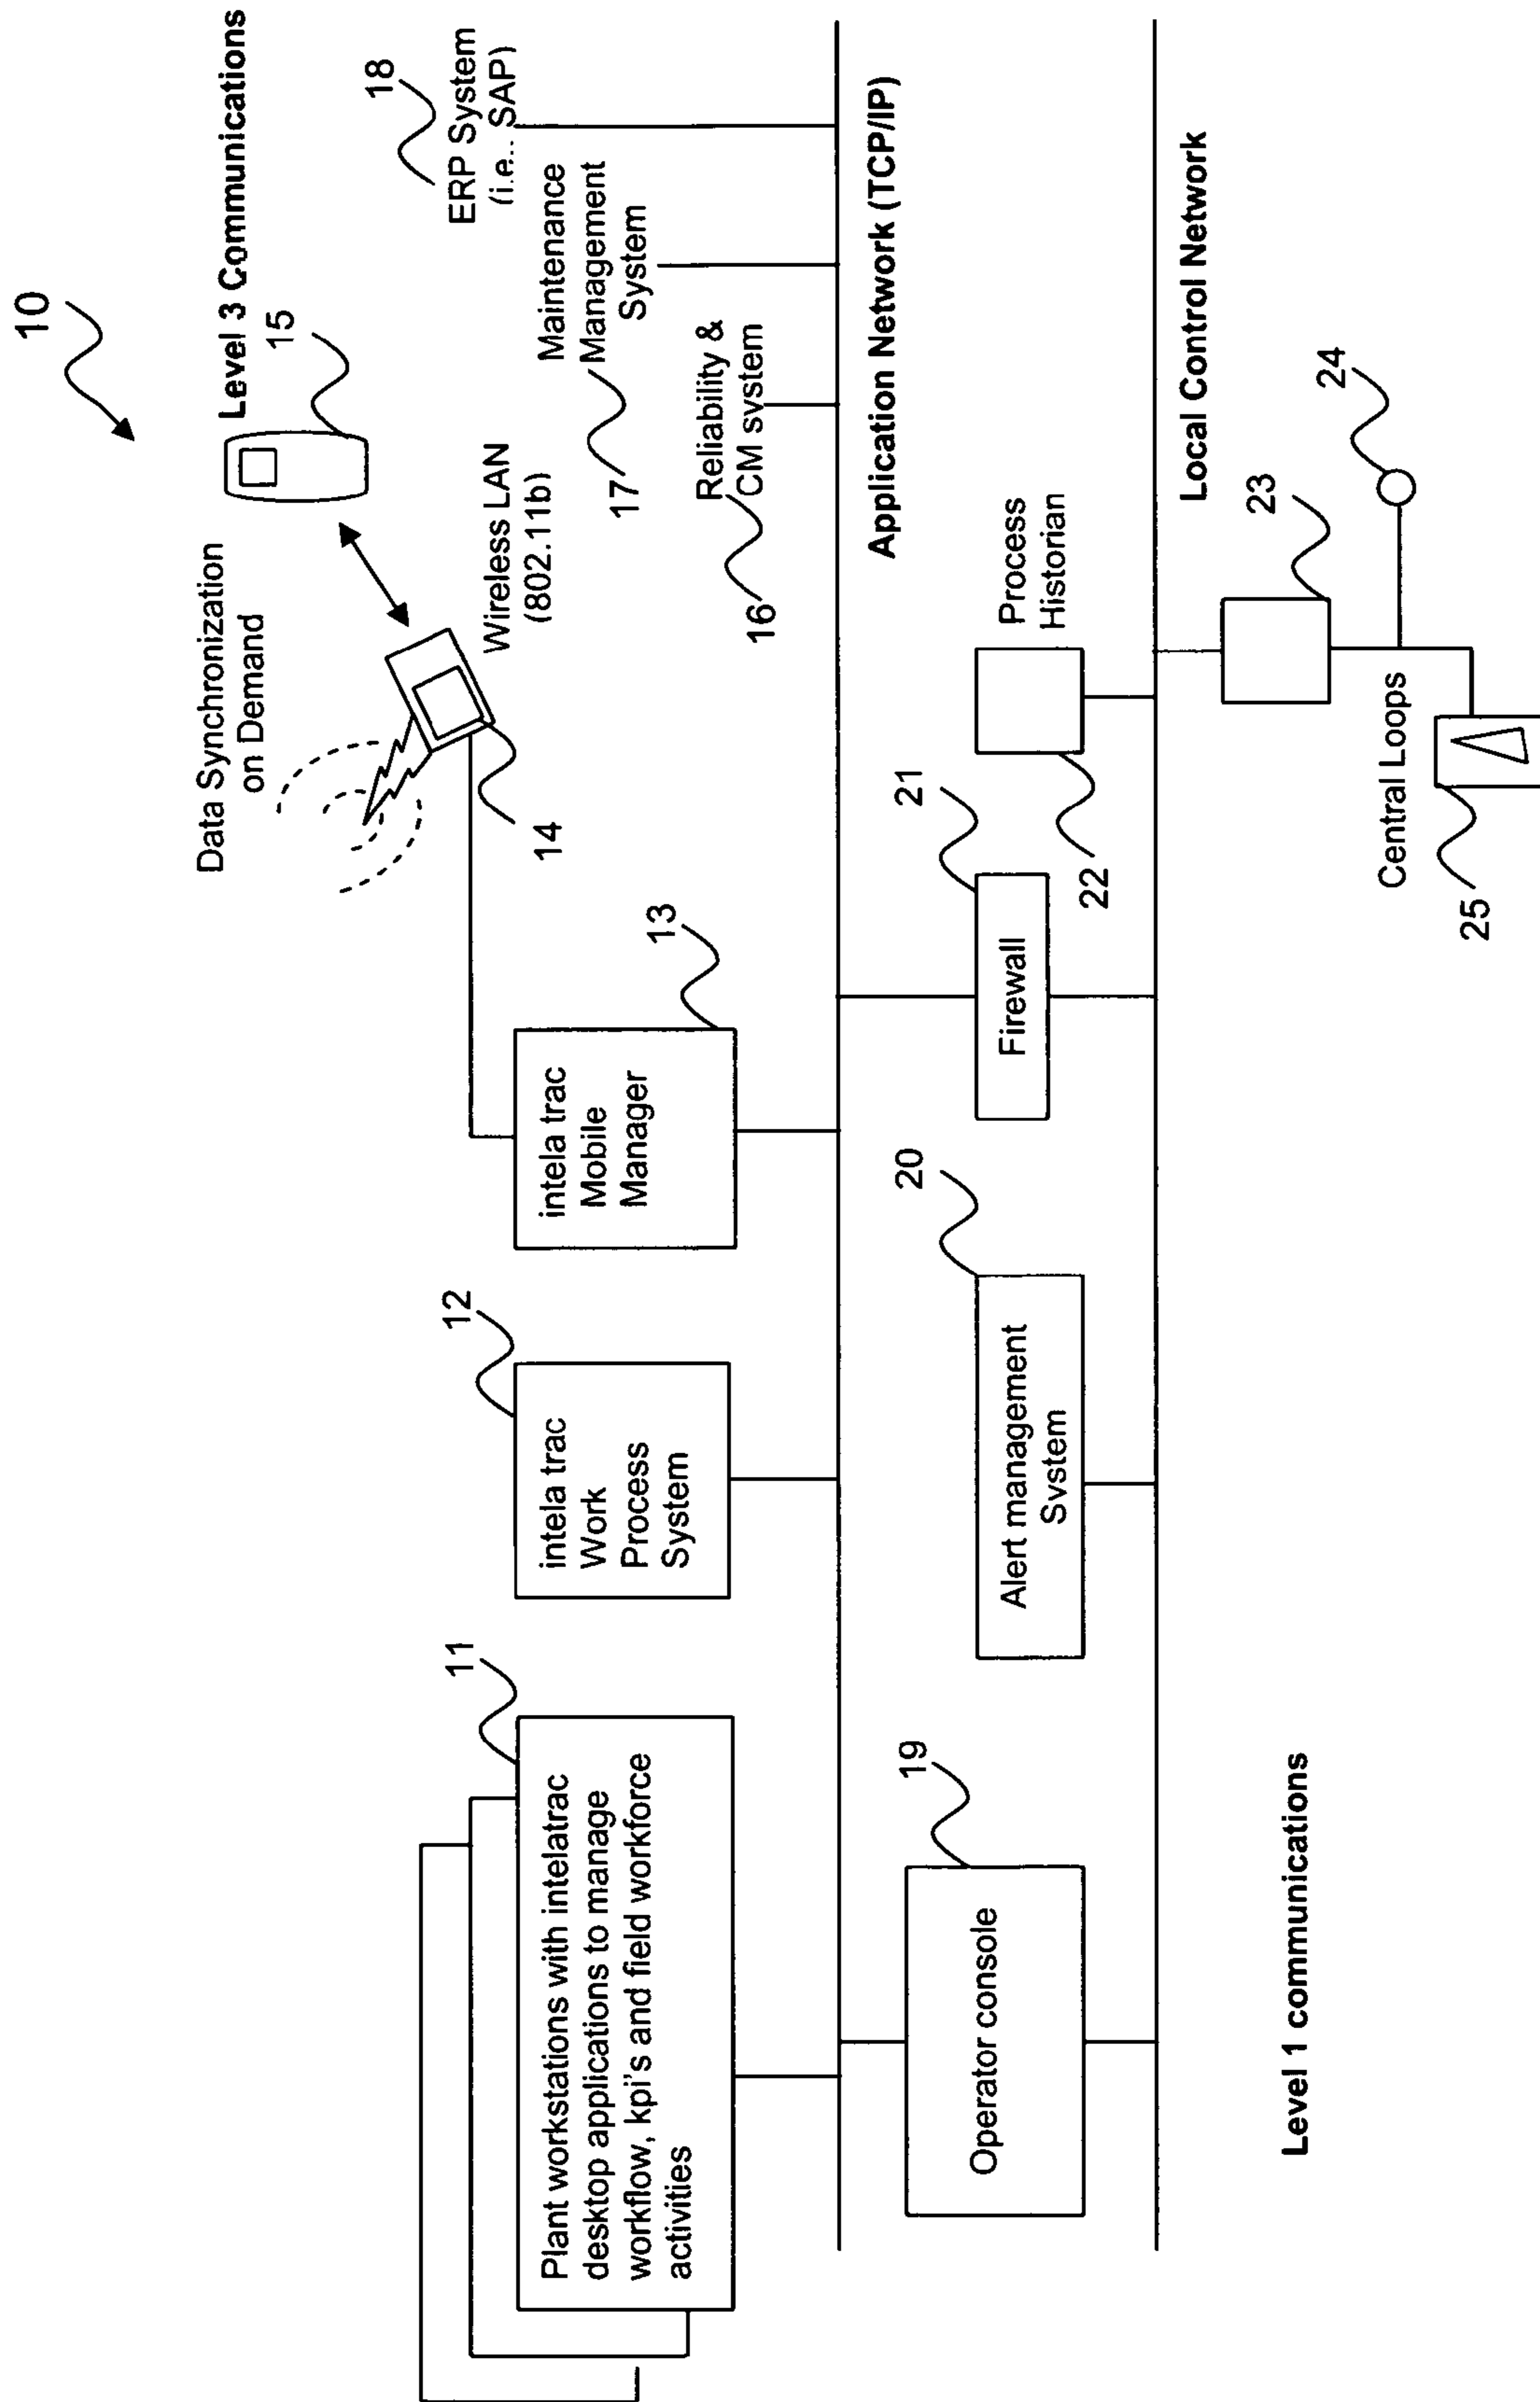 10
Level 3 Communications
15
Data Synchronization
on Demand
Wireless LAN
(802.11b)
14
18
ERP System
(i.e.. SAP)
Maintenance
Management
System
17
Reliability &
CM svstem
16
13
intela trac
Mobile
Manager
12
intela trac
Work
Process
System
11
Plant workstations with intelatrac
desktop applications to manage
workflow, kpi's and field workforce
activities
Application Network (TCP/IP)
19
Operator console
20
Alert management
Svstem
21
Firewall
Process
Historian
22
Local Control Network
23
24
Central Loops
25
Level 1 communications